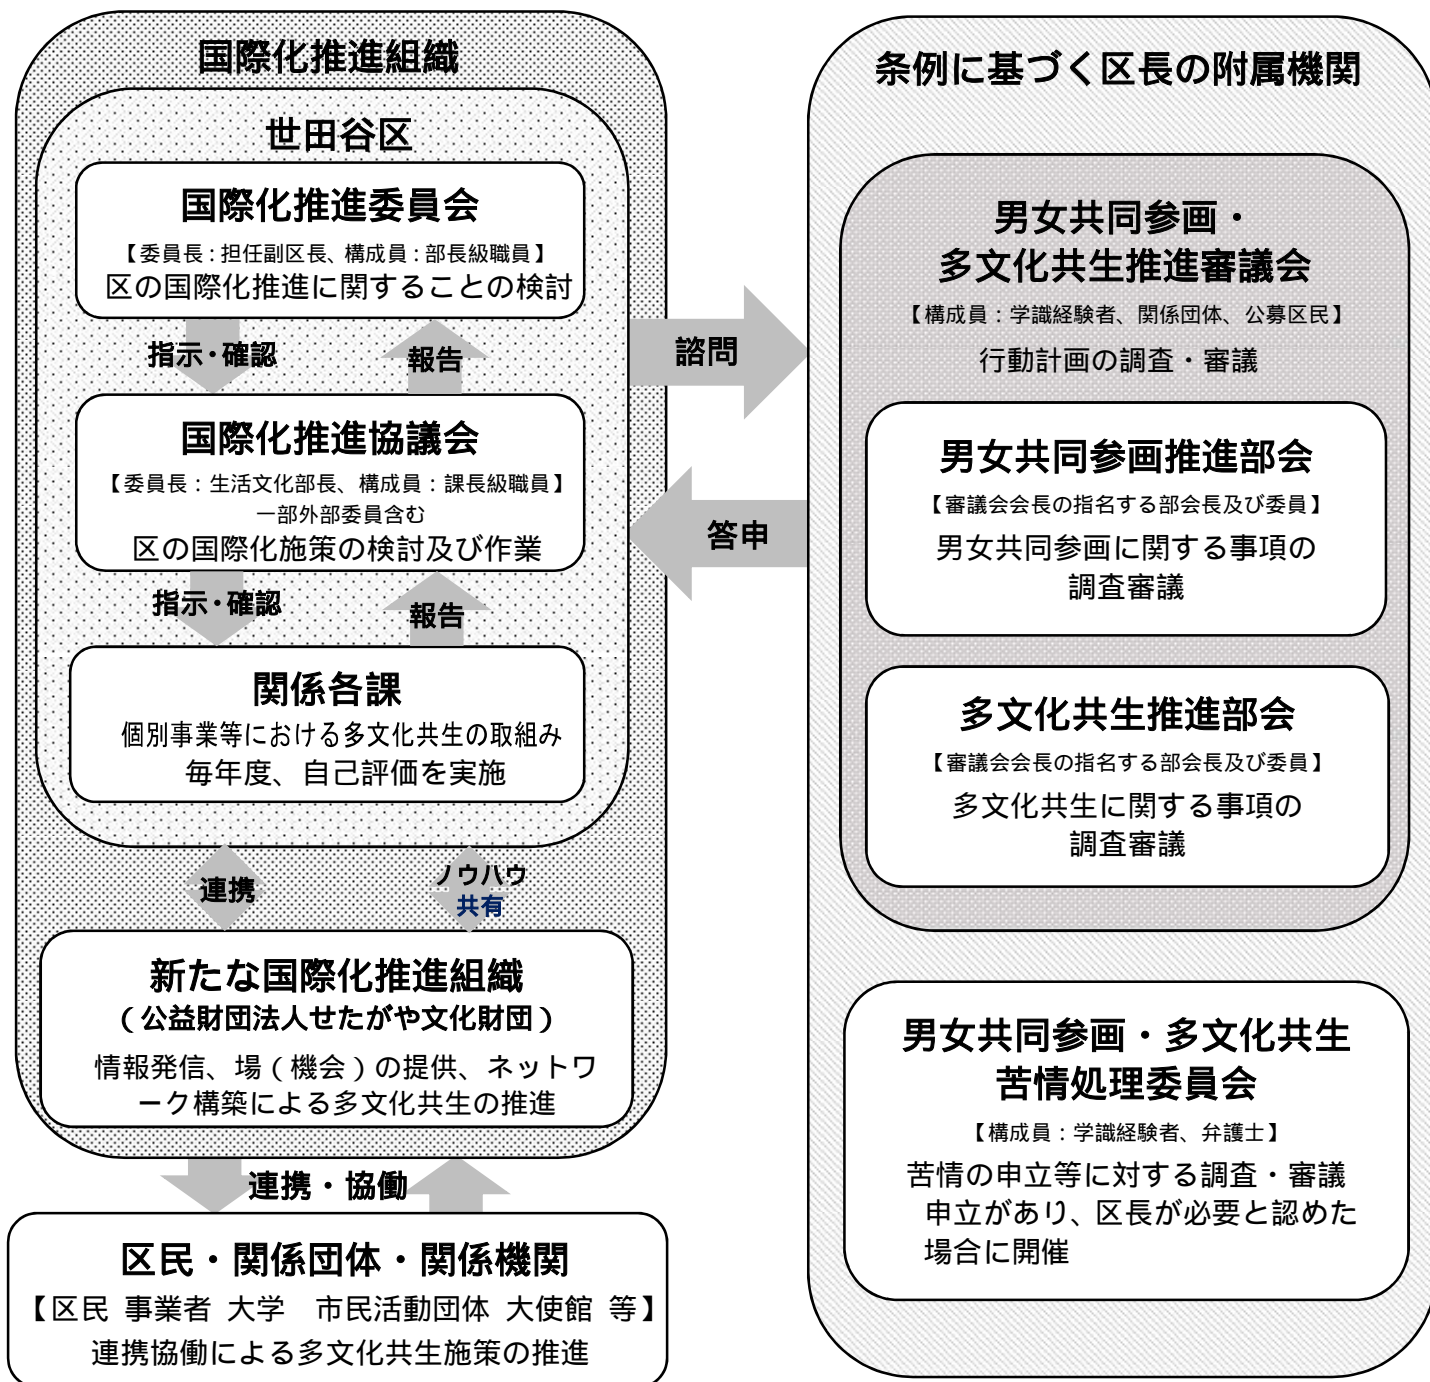 国際化推進組織
世田谷区
国際化推進委員会
【委員長：担任副区長、構成員：部長級職員】
区の国際化推進に関することの検討
指示・確認
報告
国際化推進協議会
【委員長：生活文化部長、構成員：課長級職員】
一部外部委員含む
区の国際化施策の検討及び作業
指示・確認
報告
関係各課
個別事業等における多文化共生の取組み
毎年度、自己評価を実施
連携
ノウハウ
共有
新たな国際化推進組織
（公益財団法人せたがや文化財団）
情報発信、場（機会）の提供、ネットワ
ーク構築による多文化共生の推進
連携・協働
区民・関係団体・関係機関
【区民 事業者 大学　市民活動団体 大使館 等】
連携協働による多文化共生施策の推進
諮問
答申
条例に基づく区長の附属機関
男女共同参画・
多文化共生推進審議会
【構成員：学識経験者、関係団体、公募区民】
行動計画の調査・審議
男女共同参画推進部会
【審議会会長の指名する部会長及び委員】
男女共同参画に関する事項の
調査審議
多文化共生推進部会
【審議会会長の指名する部会長及び委員】
多文化共生に関する事項の
調査審議
男女共同参画・多文化共生
苦情処理委員会
【構成員：学識経験者、弁護士】
苦情の申立等に対する調査・審議
申立があり、区長が必要と認めた
場合に開催